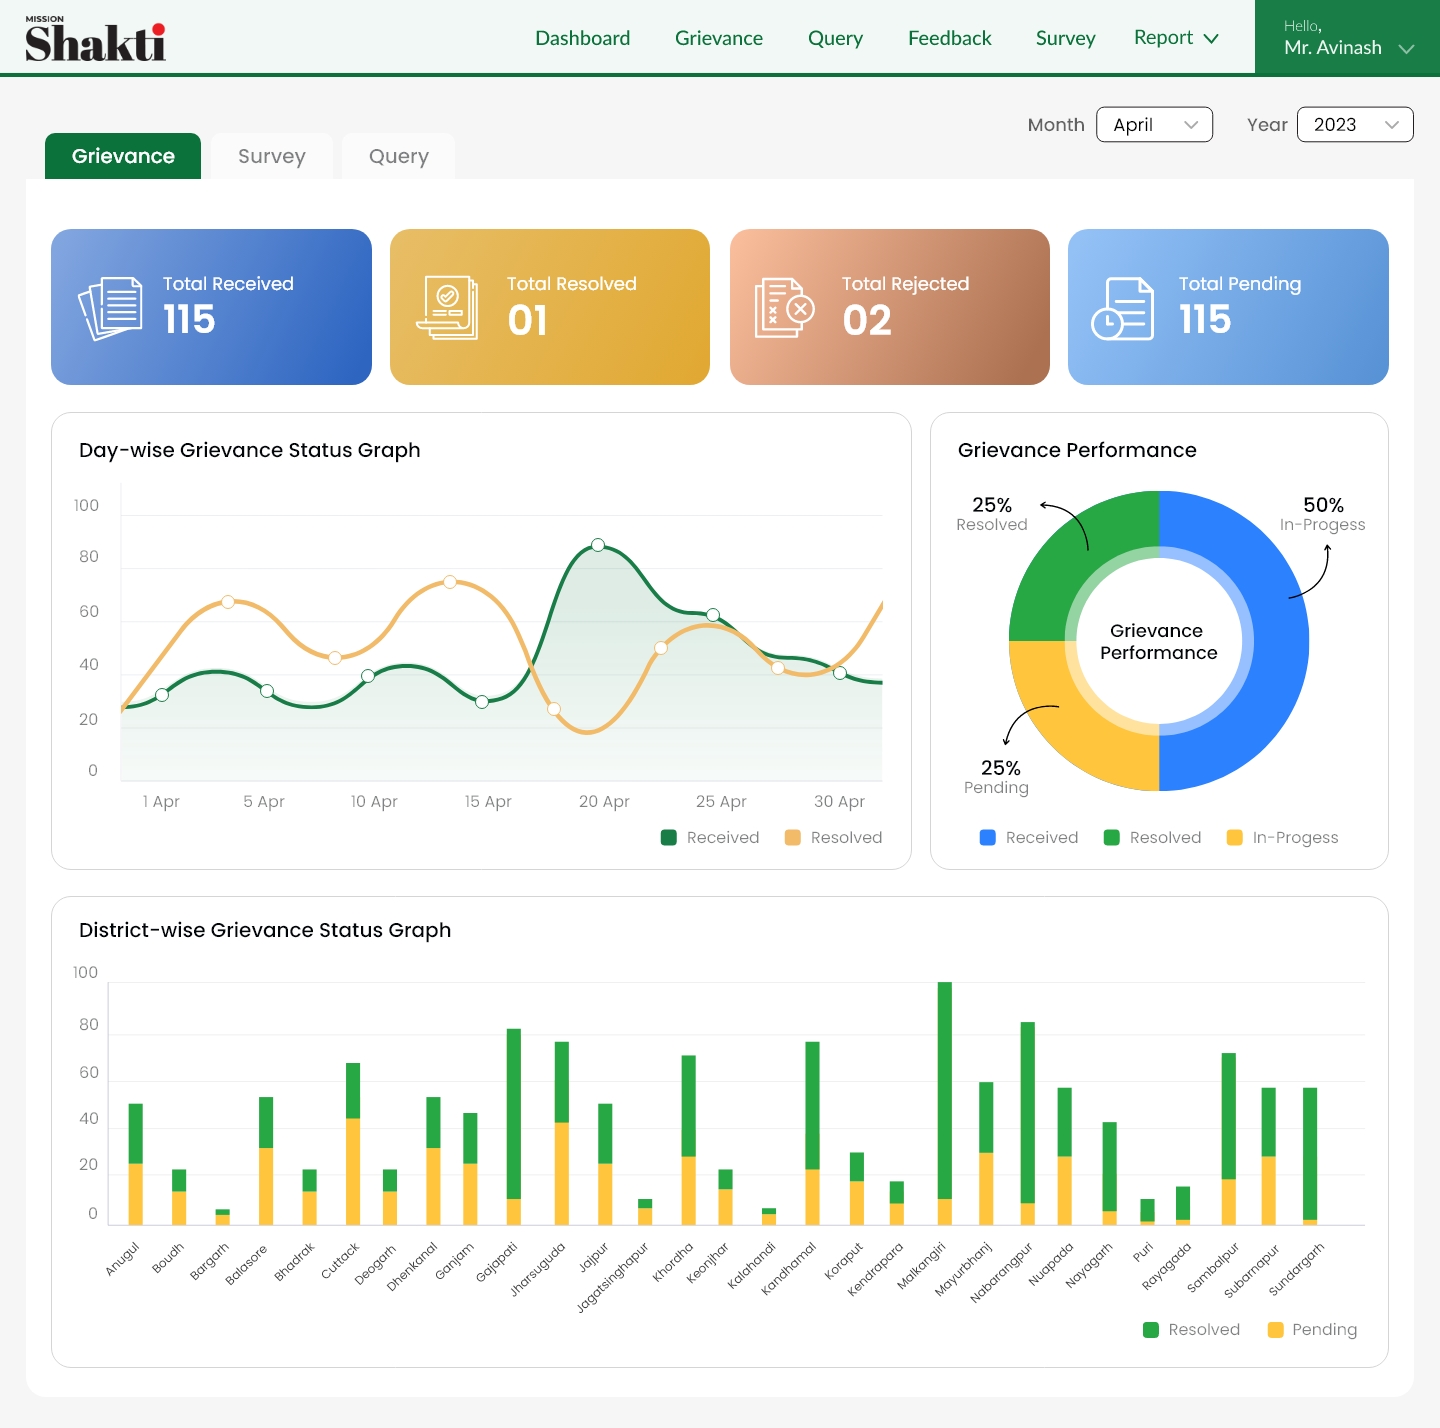 MISSION
Shakti
Dashboard Grievance Query Feedback Survey Report
Hello,
Mr. Avinash
Month April Year 2023
Grievance Survey Query
Total Received
115
Total Resolved
01
Total Rejected
02
Total Pending
115
Day-wise Grievance Status Graph
100
80
60
40
20
0
1 Apr 5 Apr 10 Apr 15 Apr 20 Apr 25 Apr 30 Apr
Received Resolved
Grievance Performance
25%
Resolved
50%
In-Progess
Grievance
Performance
25%
Pending
Received Resolved In-Progess
District-wise Grievance Status Graph
100
80
60
40
20
0
Anugul Boudh Bargarh Balasore Bhadrak Cuttack Deogarh Dhenkanal Ganjam Gajapati Jharsuguda Jajpur Jagatsinghapur Khordha Keonjhar Kalahandi Kandhamal Koraput Kendrapara Malkangiri Mayurbhanj Nabarangpur Nuapada Nayagarh Puri Rayagada Sambalpur Subarnapur Sundargarh
Resolved Pending